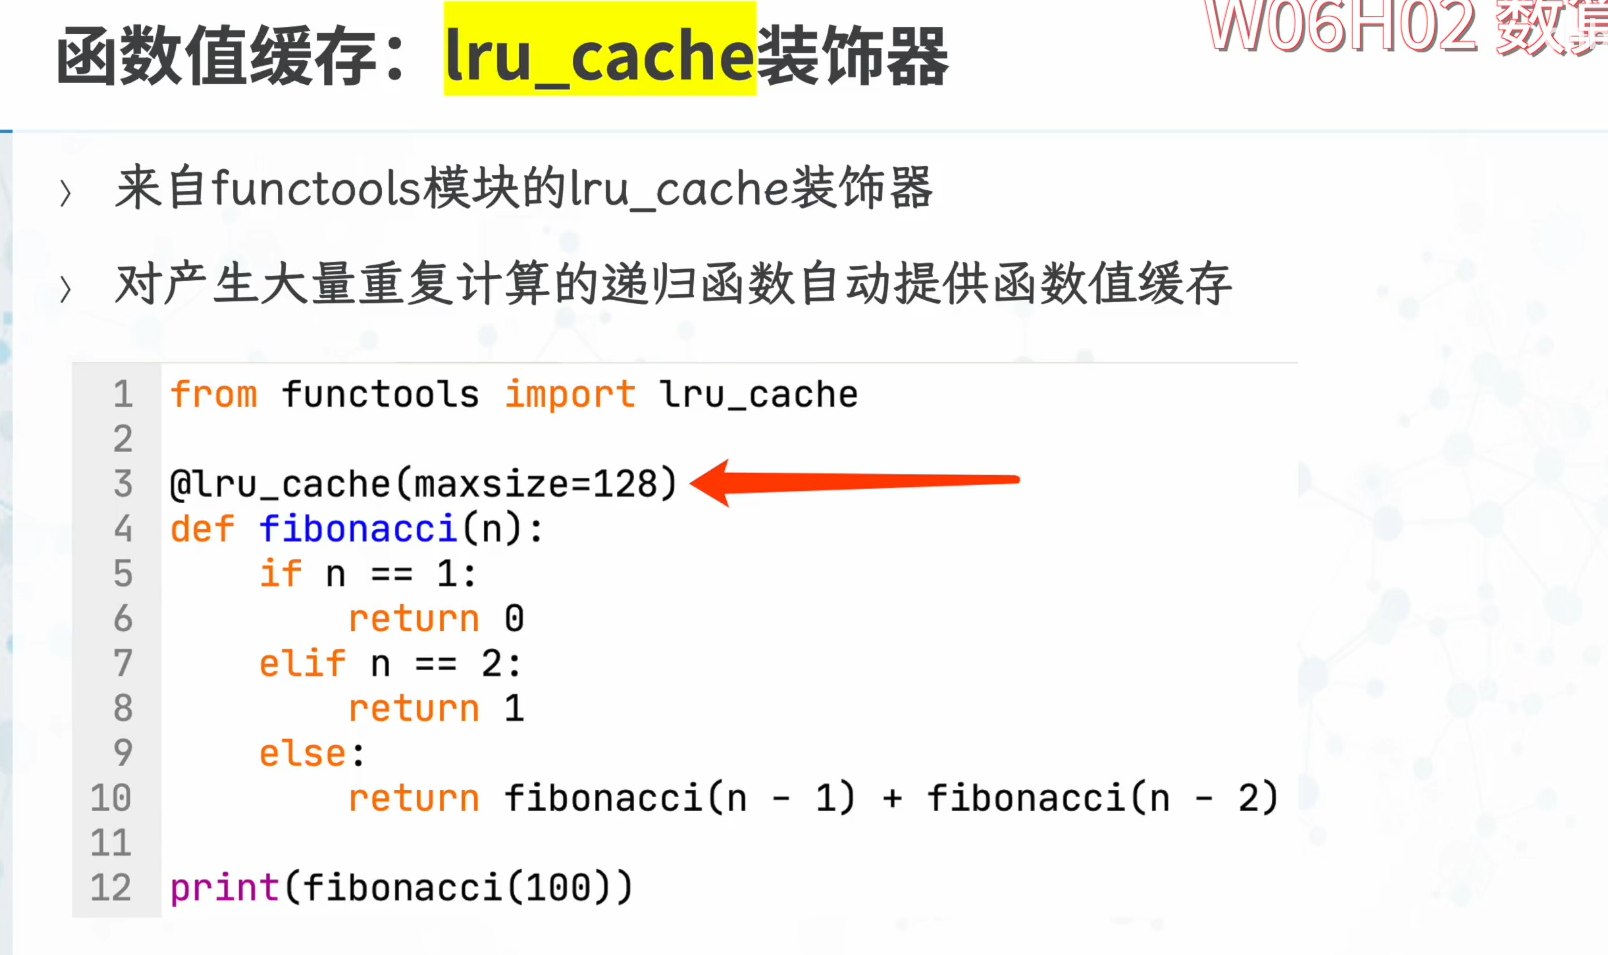 函数值缓存：lru_cache装饰器
W06H02 数
〉 来自functools模块的lru_cache装饰器
〉 对产生大量重复计算的递归函数自动提供函数值缓存
1 from functools import lru_cache
2
3 @lru_cache(maxsize=128)
4 def fibonacci(n):
5     if n == 1:
6         return 0
7     elif n == 2:
8         return 1
9     else:
10         return fibonacci(n - 1) + fibonacci(n - 2)
11
12 print(fibonacci(100))